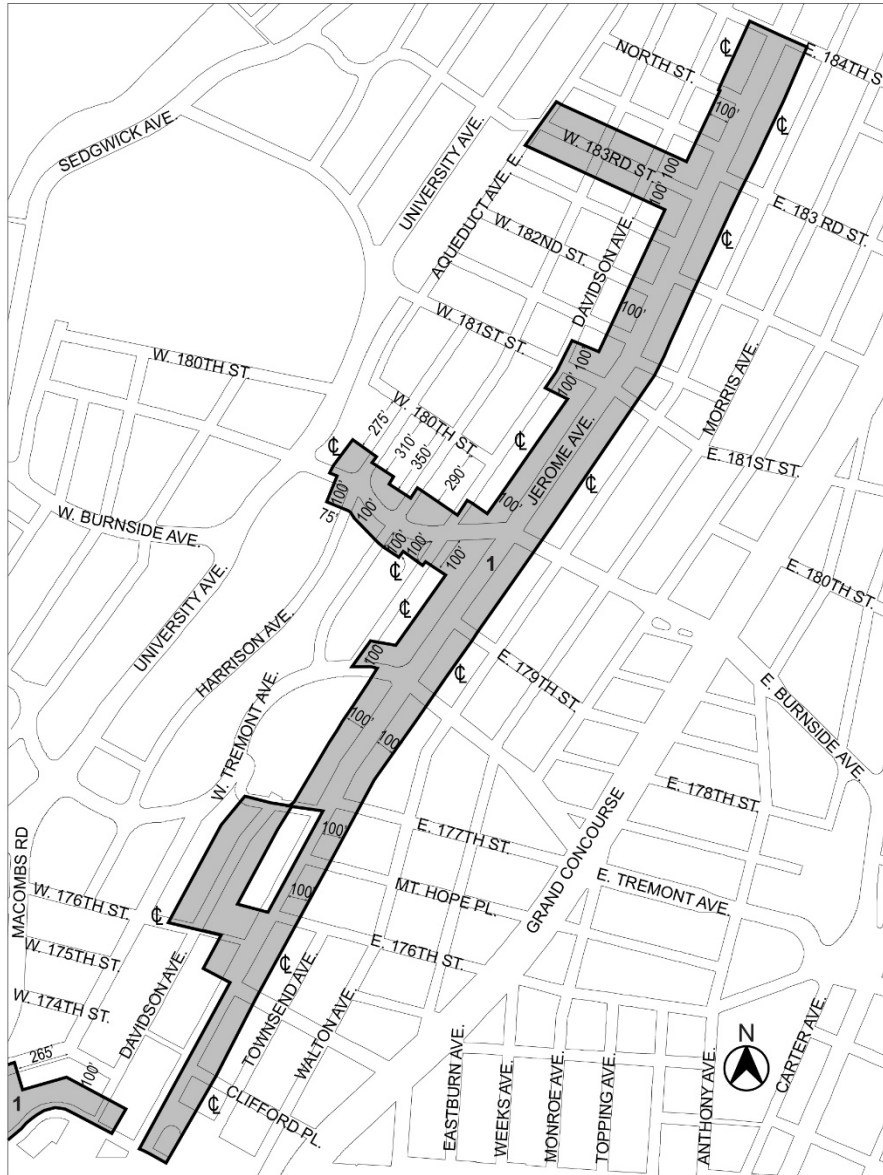 NORTH ST.
E. 184TH S
℄
100'
℄
SEDGWICK AVE.
UNIVERSITY AVE.
W. 183RD ST.
100'
100'
E. 183 RD ST.
AQUEDUCT AVE. E.
W. 182ND ST.
DAVIDSON AVE.
℄
100'
W. 181ST ST.
100'
100'
W. 180TH ST.
MORRIS AVE.
W. 180TH ST.
275'
310'
350'
290'
℄
℄
JEROME AVE.
E. 181ST ST.
℄
100'
100'
75'
100'
100'
100'
100'
1
W. BURNSIDE AVE.
℄
℄
E. 180TH ST.
UNIVERSITY AVE.
HARRISON AVE.
100'
E. 179TH ST.
℄
E. BURNSIDE AVE.
W. TREMONT AVE.
100'
100'
GRAND CONCOURSE
E. 178TH ST.
100'
E. 177TH ST.
MACOMBS RD
W. 176TH ST.
℄
100'
MT. HOPE PL.
E. TREMONT AVE.
W. 175TH ST.
E. 176TH ST.
℄
W. 174TH ST.
DAVIDSON AVE.
TOWNSEND AVE.
WALTON AVE.
265'
100'
1
℄
CLIFFORD PL.
EASTBURN AVE.
WEEKS AVE.
MONROE AVE.
TOPPING AVE.
ANTHONY AVE.
CARTER AVE.
N